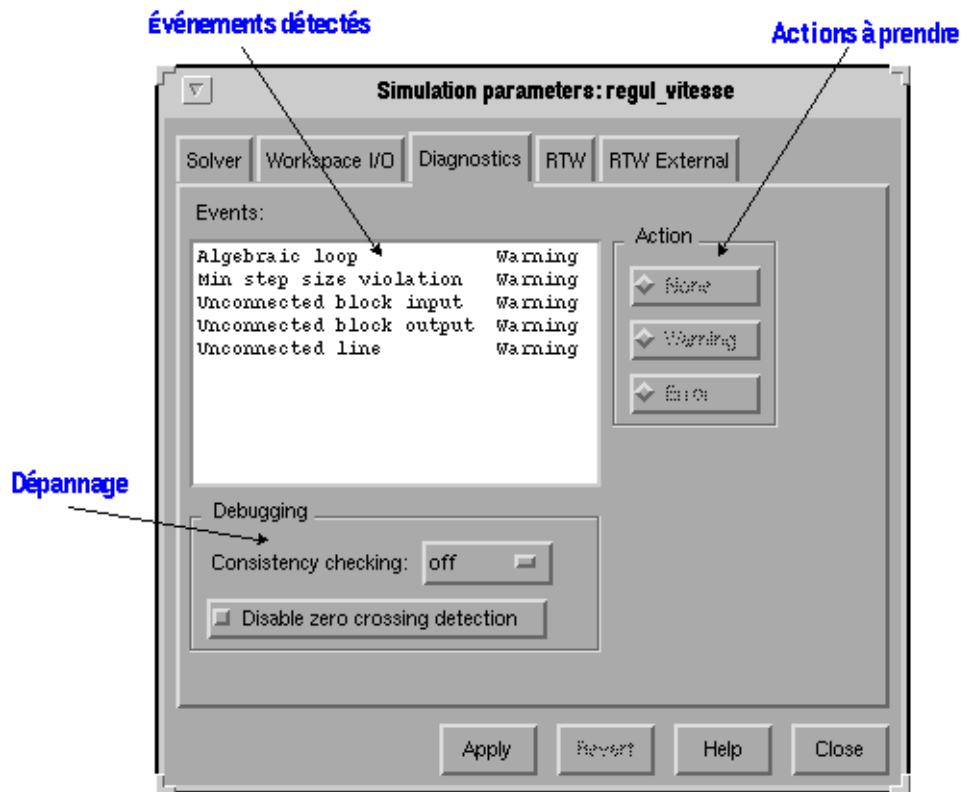 Événements détectés
Actions à prendre
Simulation parameters: regul_vitesse
Solver Workspace I/O Diagnostics RTW RTW External
Events:
Action
Algebraic loop Warning
Min step size violation Warning
Unconnected block input Warning
Unconnected block output Warning
Unconnected line Warning
None
Warning
Error
Dépannage
Debugging
Consistency checking: off
Disable zero crossing detection
Apply Revert Help Close